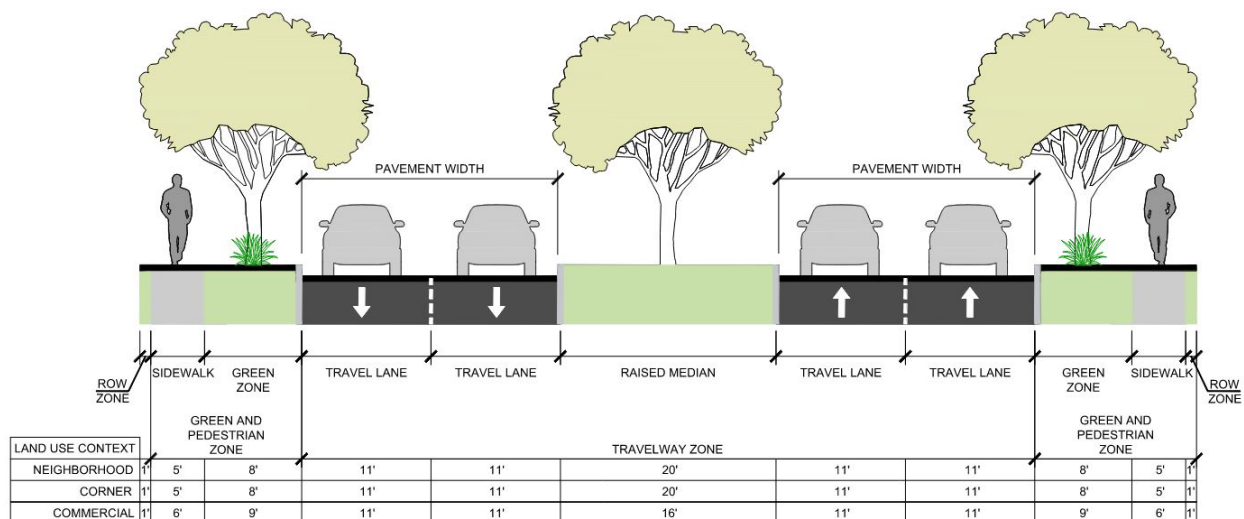 PAVEMENT WIDTH
PAVEMENT WIDTH
ROW
ZONE
SIDEWALK
GREEN
ZONE
TRAVEL LANE
TRAVEL LANE
RAISED MEDIAN
TRAVEL LANE
TRAVEL LANE
GREEN
ZONE
SIDEWALK
ROW
ZONE
GREEN AND
PEDESTRIAN
ZONE
TRAVELWAY ZONE
GREEN AND
PEDESTRIAN
ZONE
LAND USE CONTEXT
NEIGHBORHOOD 1' 5' 8' 11' 11' 20' 11' 11' 8' 5' 1'
CORNER 1' 5' 8' 11' 11' 20' 11' 11' 8' 5' 1'
COMMERCIAL 1' 6' 9' 11' 11' 16' 11' 11' 9' 6' 1'